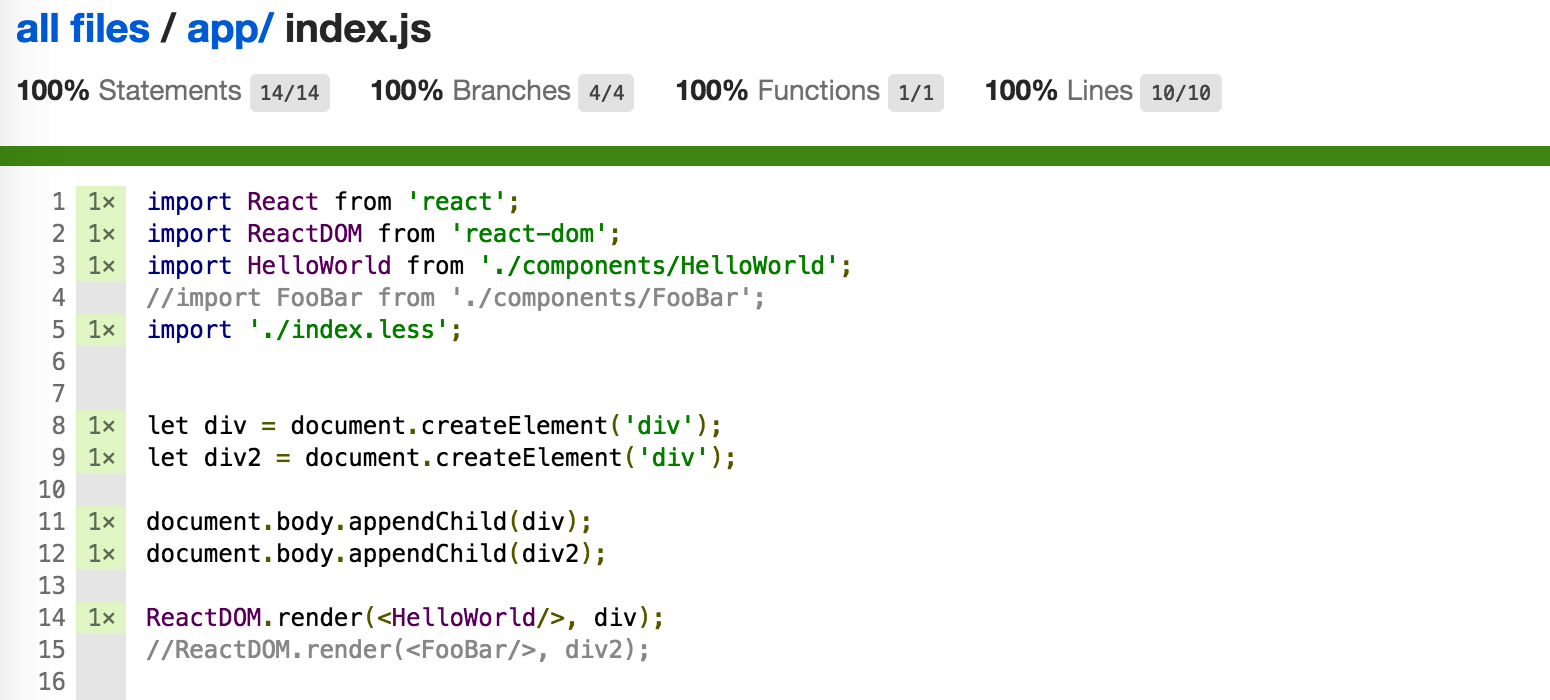 all files / app/ index.js
100% Statements 14/14 100% Branches 4/4 100% Functions 1/1 100% Lines 10/10
1 1× import React from 'react';
2 1× import ReactDOM from 'react-dom';
3 1× import HelloWorld from './components/HelloWorld';
4 //import FooBar from './components/FooBar';
5 1× import './index.less';
6
7
8 1× let div = document.createElement('div');
9 1× let div2 = document.createElement('div');
10
11 1× document.body.appendChild(div);
12 1× document.body.appendChild(div2);
13
14 1× ReactDOM.render(<HelloWorld/>, div);
15 //ReactDOM.render(<FooBar/>, div2);
16